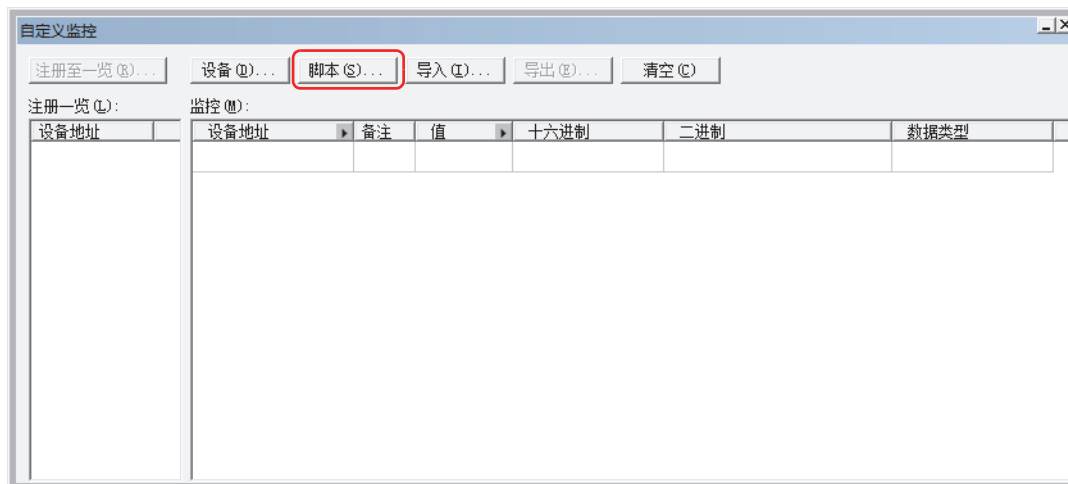 自定义监控
注册至一览(R)... 设备(D)... 脚本(S)... 导入(I)... 导出(E)... 清空(C)
注册一览(L): 监控(M):
设备地址 设备地址 备注 值 十六进制 二进制 数据类型